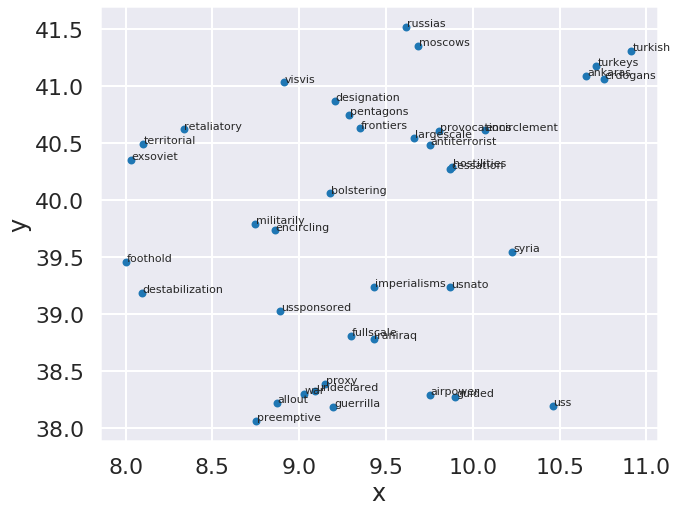 russias
41.5
moscows
turkish
turkeys
ankaras
erdogans
visvis
41.0
designation
pentagons
frontiers
retaliatory
provocations
encirclement
40.5
largescale
territorial
antiterrorist
exsoviet
hostilities
cessation
40.0
bolstering
militarily
encircling
39.5
syria
foothold
y
imperialisms
usnato
destabilization
39.0
ussponsored
fullscale
iraniraq
38.5
proxy
undeclared
war
airpower
guided
allout
guerrilla
uss
preemptive
38.0
8.0 8.5 9.0 9.5 10.0 10.5 11.0
x